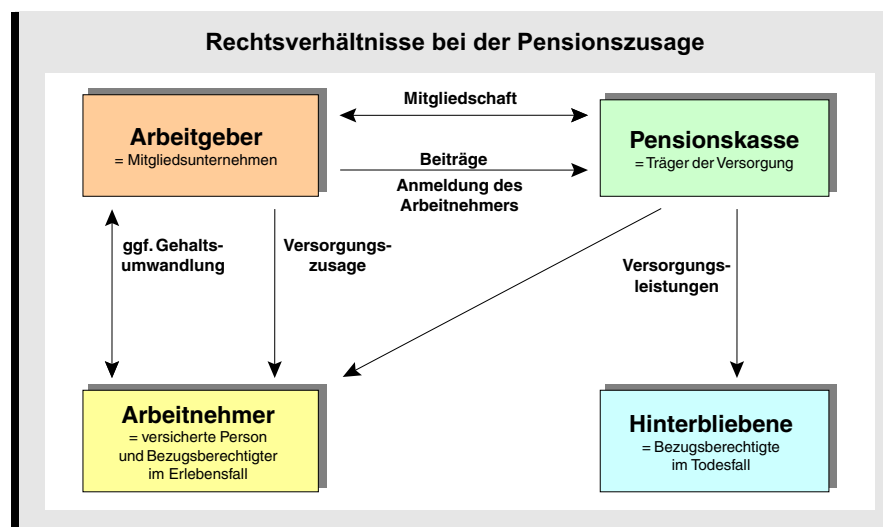 Rechtsverhältnisse bei der Pensionszusage
Arbeitgeber
= Mitgliedsunternehmen
Mitgliedschaft
Beiträge
Anmeldung des
Arbeitnehmers
Pensionskasse
= Träger der Versorgung
ggf. Gehalts-
umwandlung
Versorgungs-
zusage
Versorgungs-
leistungen
Arbeitnehmer
= versicherte Person
und Bezugsberechtigter
im Erlebensfall
Hinterbliebene
= Bezugsberechtigte
im Todesfall